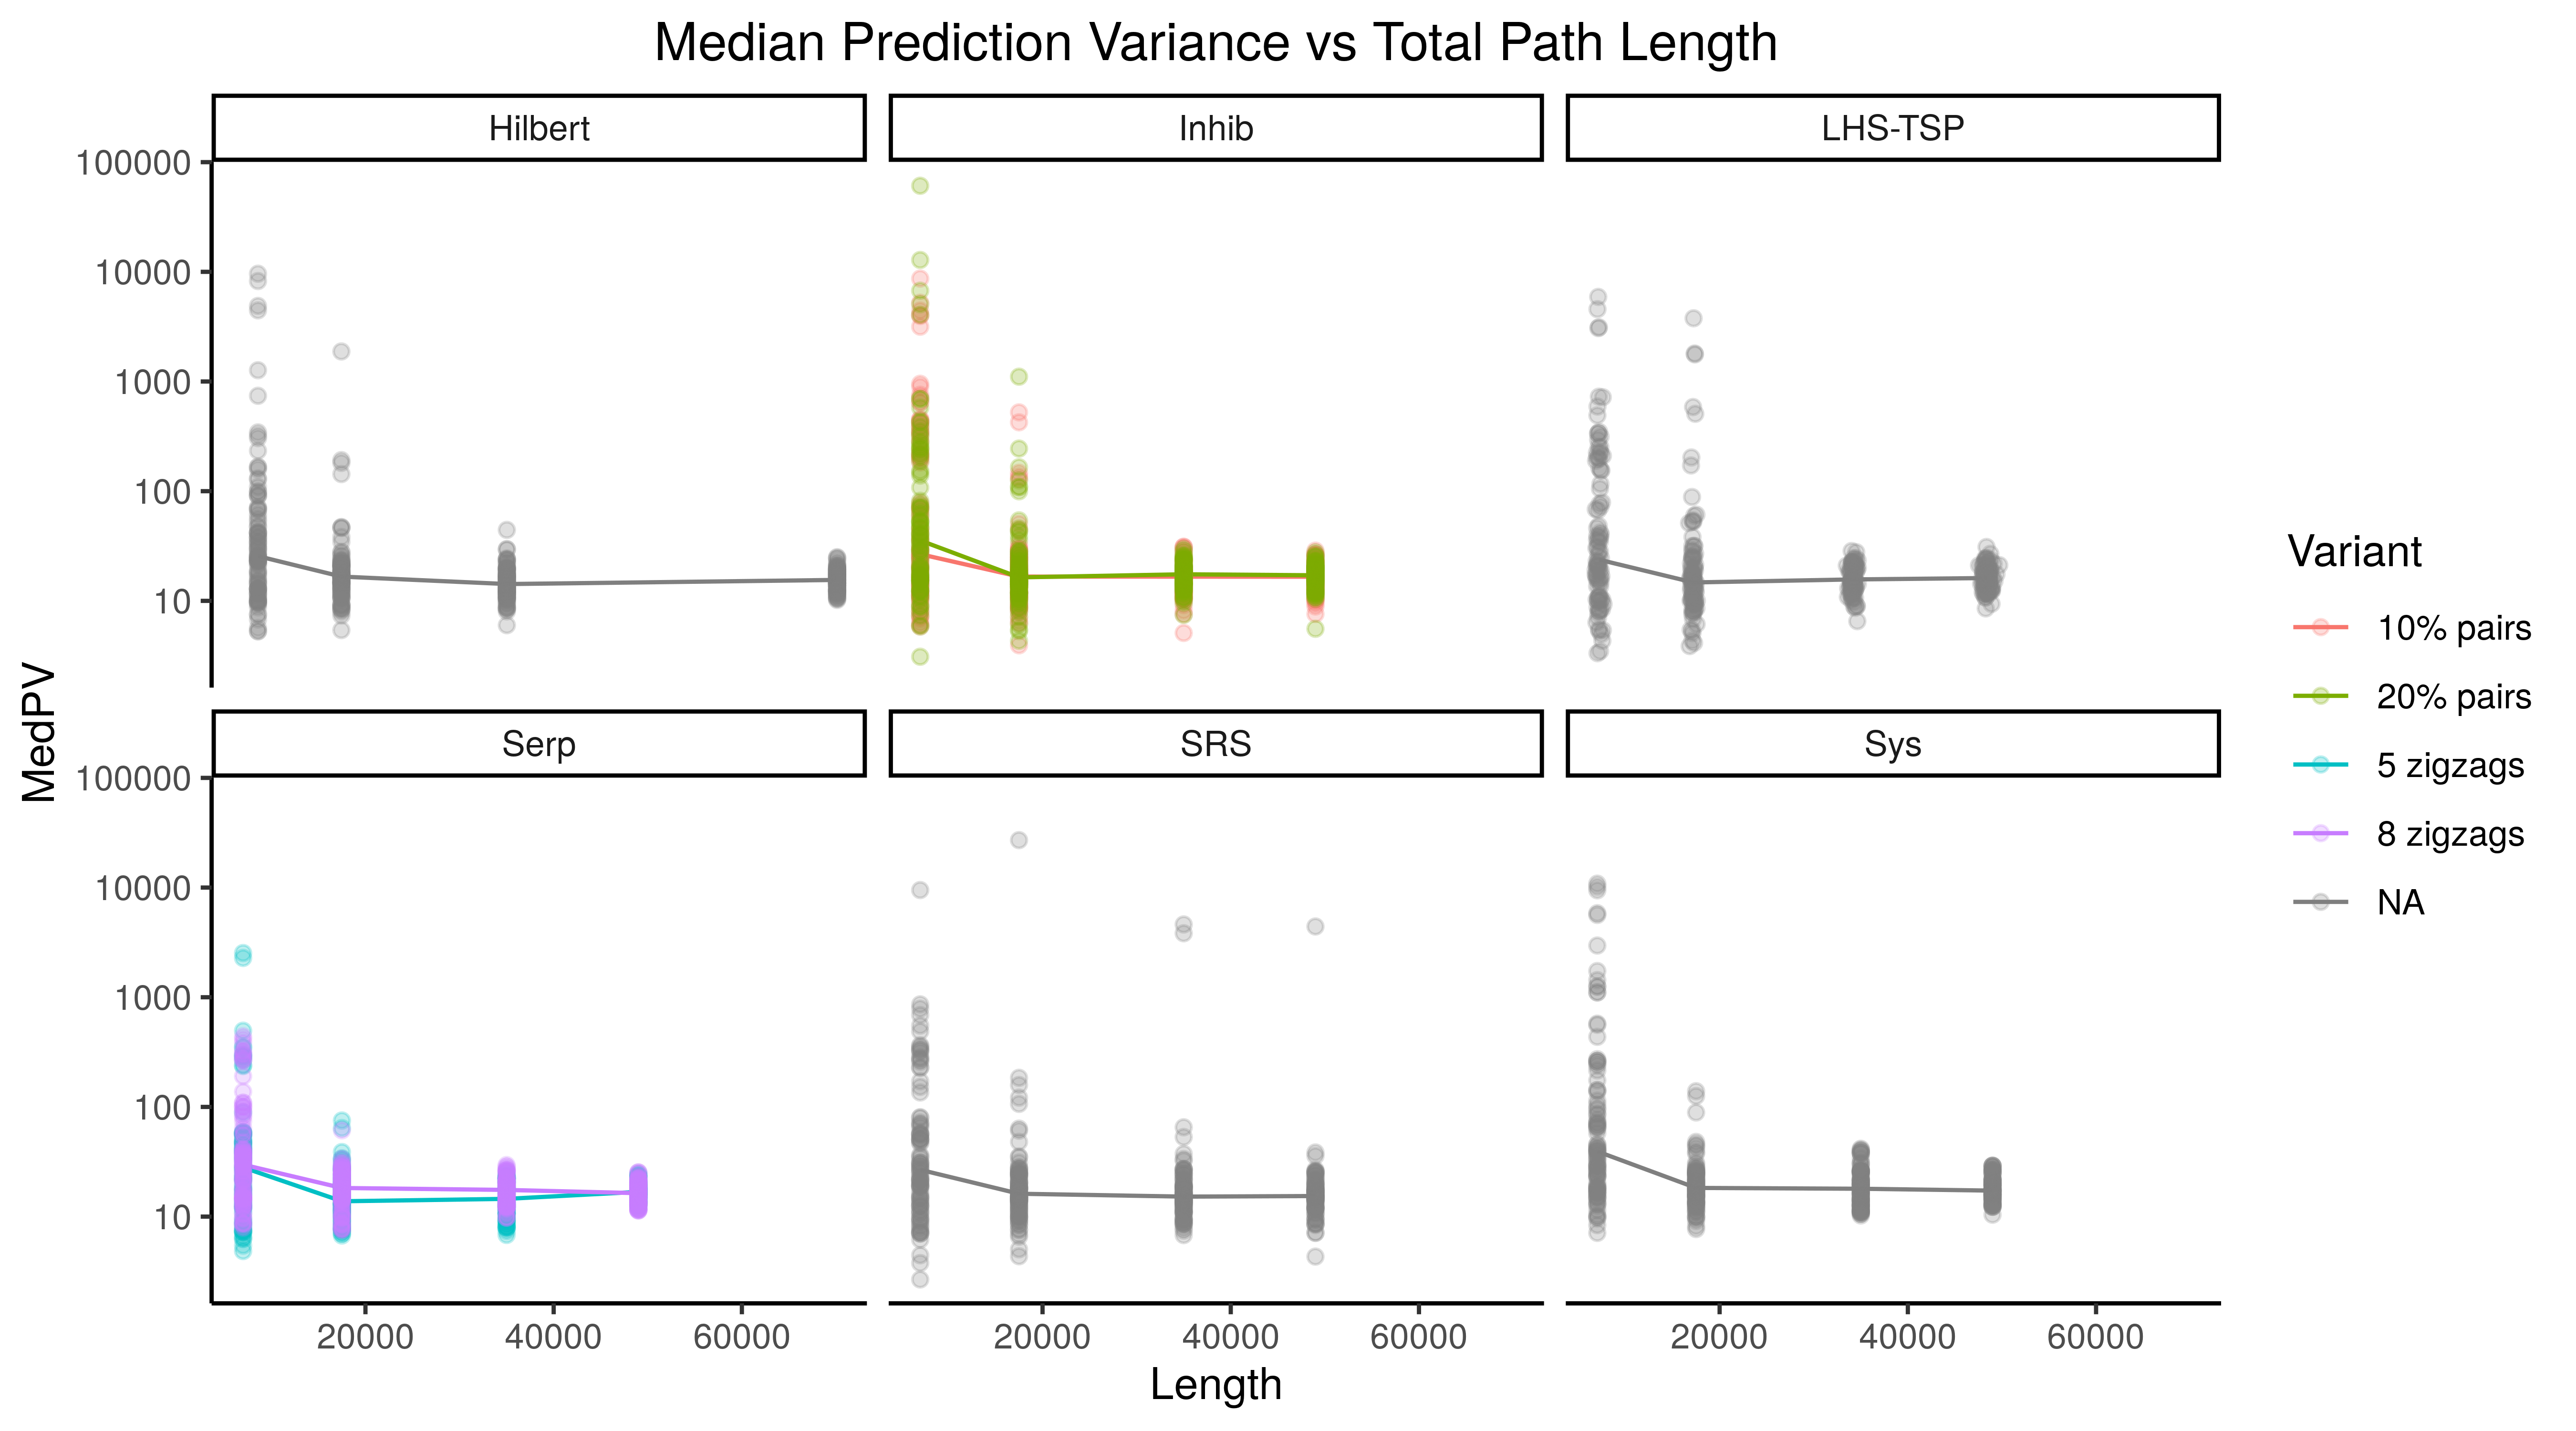 Median Prediction Variance vs Total Path Length
Hilbert
Inhib
LHS-TSP
100000
10000
1000
100
10
Serp
SRS
Sys
100000
10000
1000
100
10
20000 40000 60000
20000 40000 60000
20000 40000 60000
Length
MedPV
Variant
10% pairs
20% pairs
5 zigzags
8 zigzags
NA